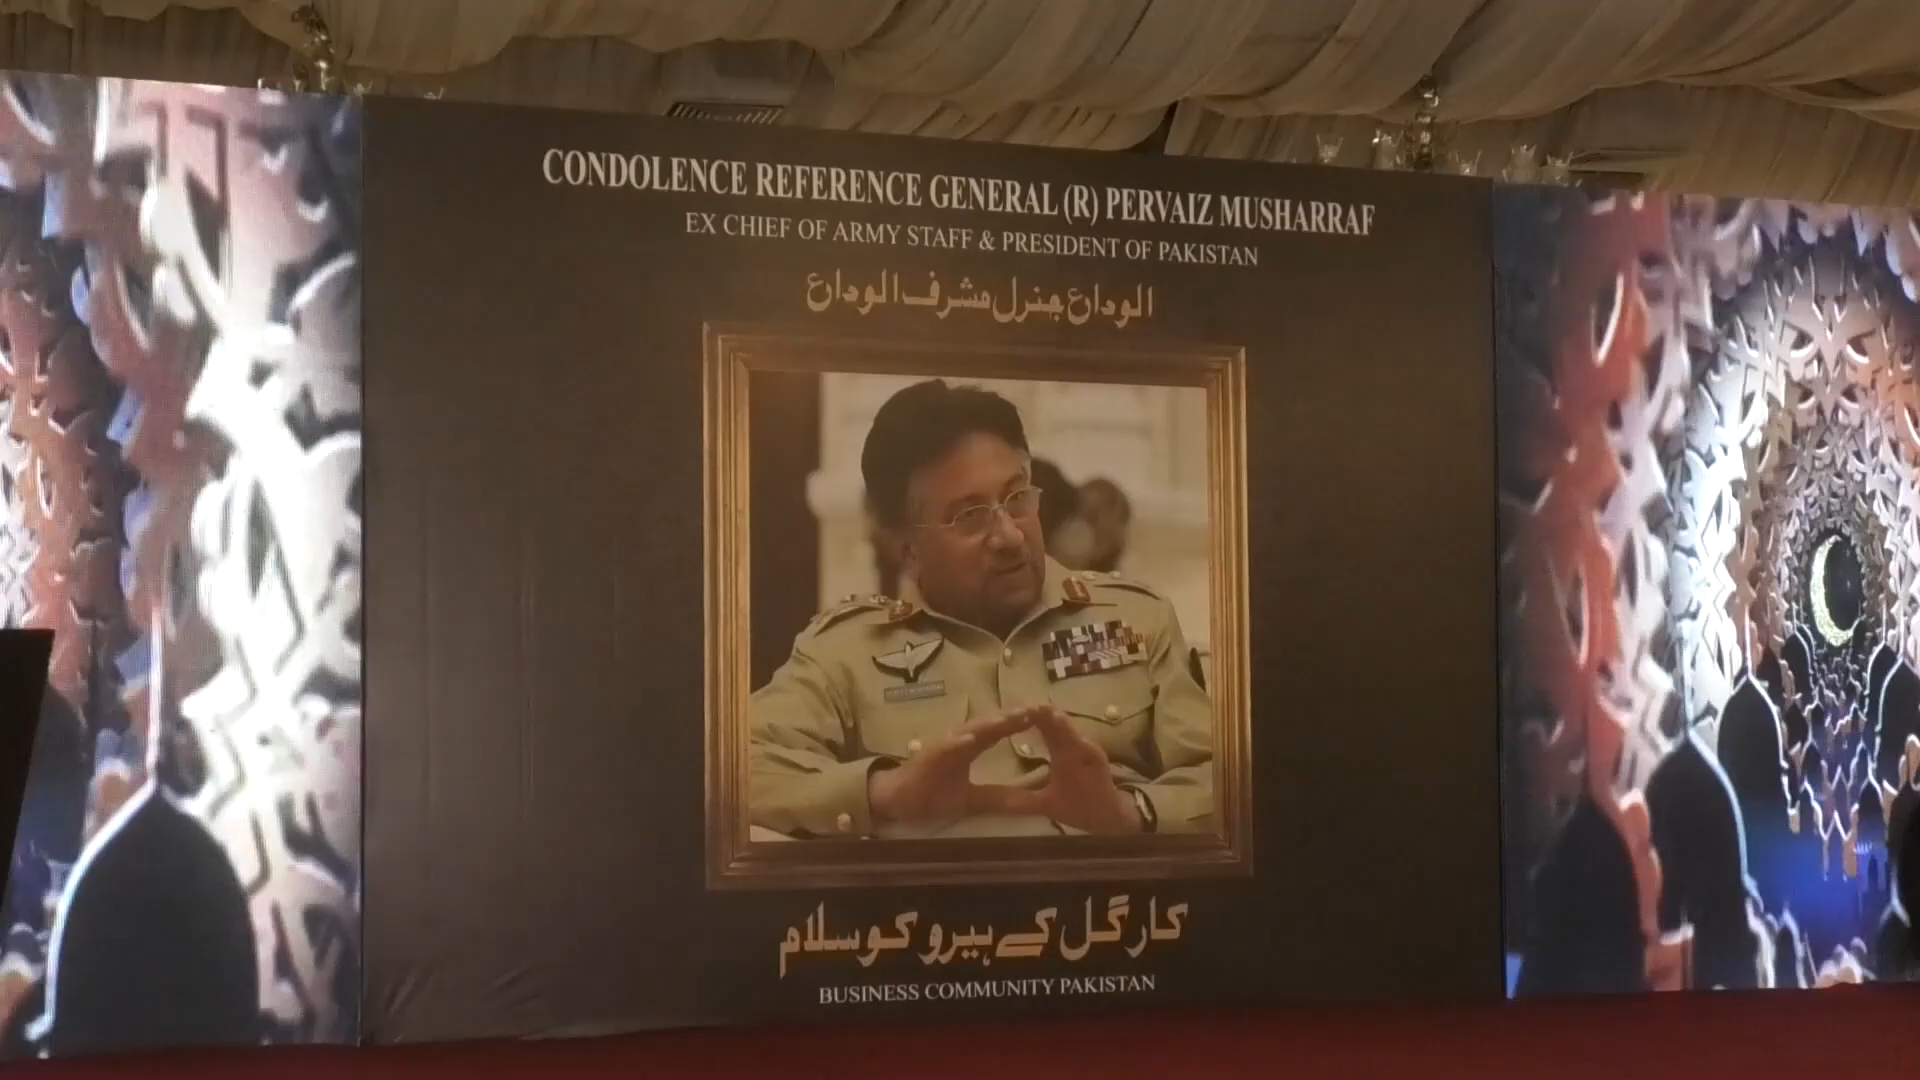 CONDOLENCE REFERENCE GENERAL (R) PERVAIZ MUSHARRAF
EX CHIEF OF ARMY STAFF & PRESIDENT OF PAKISTAN
الوداع جنرل مشرف الوداع
کارگل کے ہیرو کو سلام
BUSINESS COMMUNITY PAKISTAN